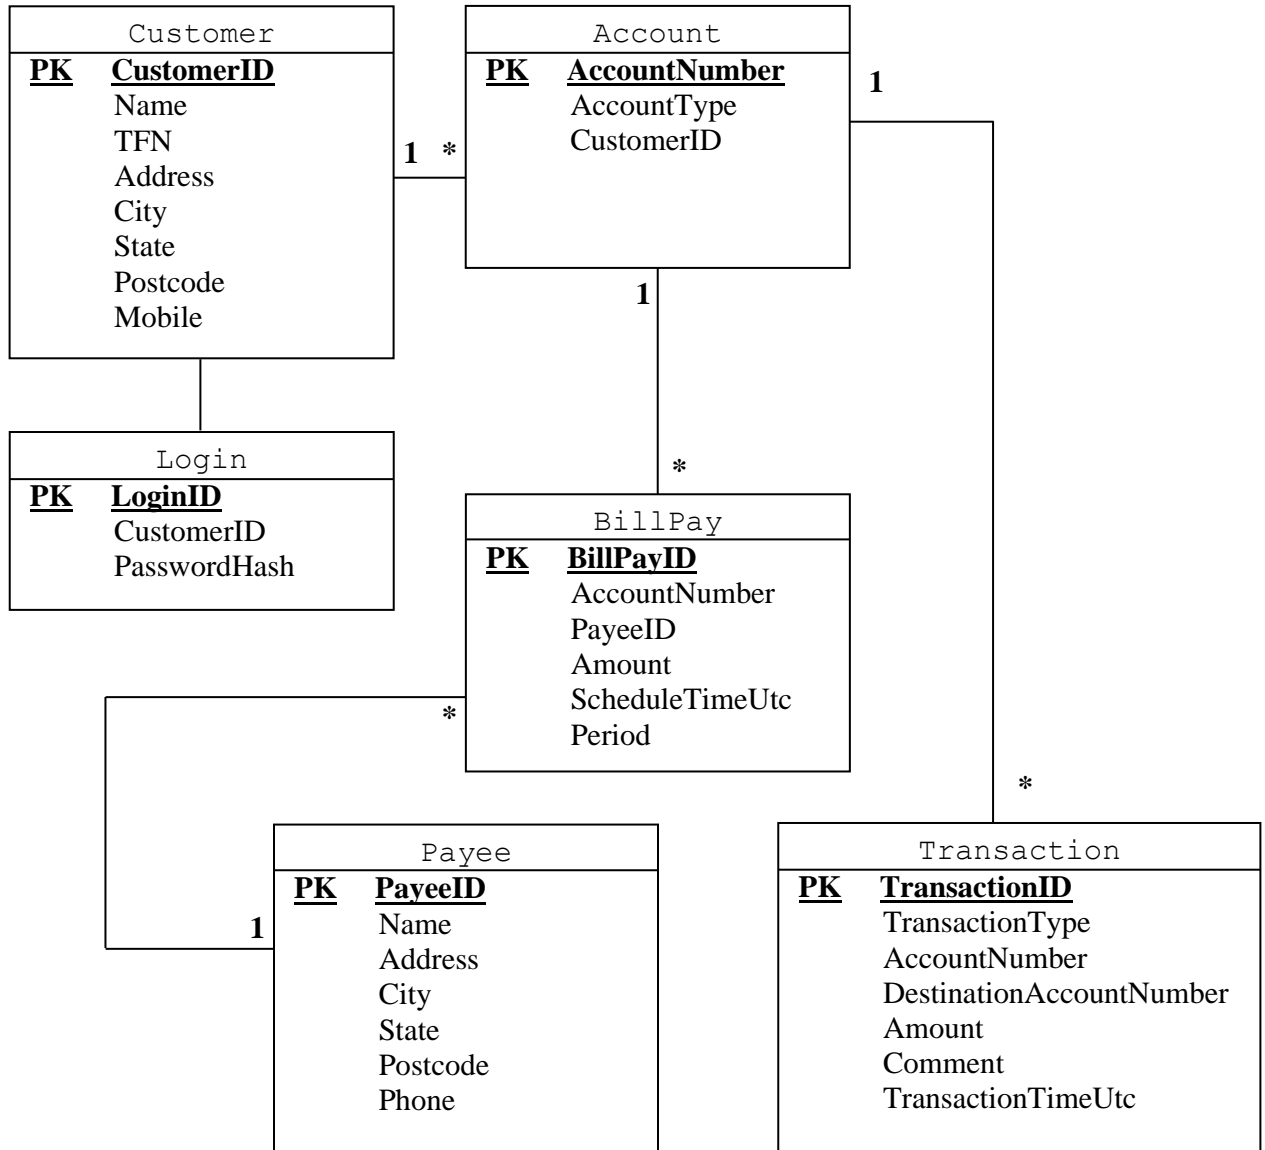 Customer
PK CustomerID
Name
TFN
Address
City
State
Postcode
Mobile
1 *
Account
PK AccountNumber
AccountType
CustomerID
1
1
*
Login
PK LoginID
CustomerID
PasswordHash
BillPay
PK BillPayID
AccountNumber
PayeeID
Amount
ScheduleTimeUtc
Period
*
1
*
Payee
PK PayeeID
Name
Address
City
State
Postcode
Phone
Transaction
PK TransactionID
TransactionType
AccountNumber
DestinationAccountNumber
Amount
Comment
TransactionTimeUtc